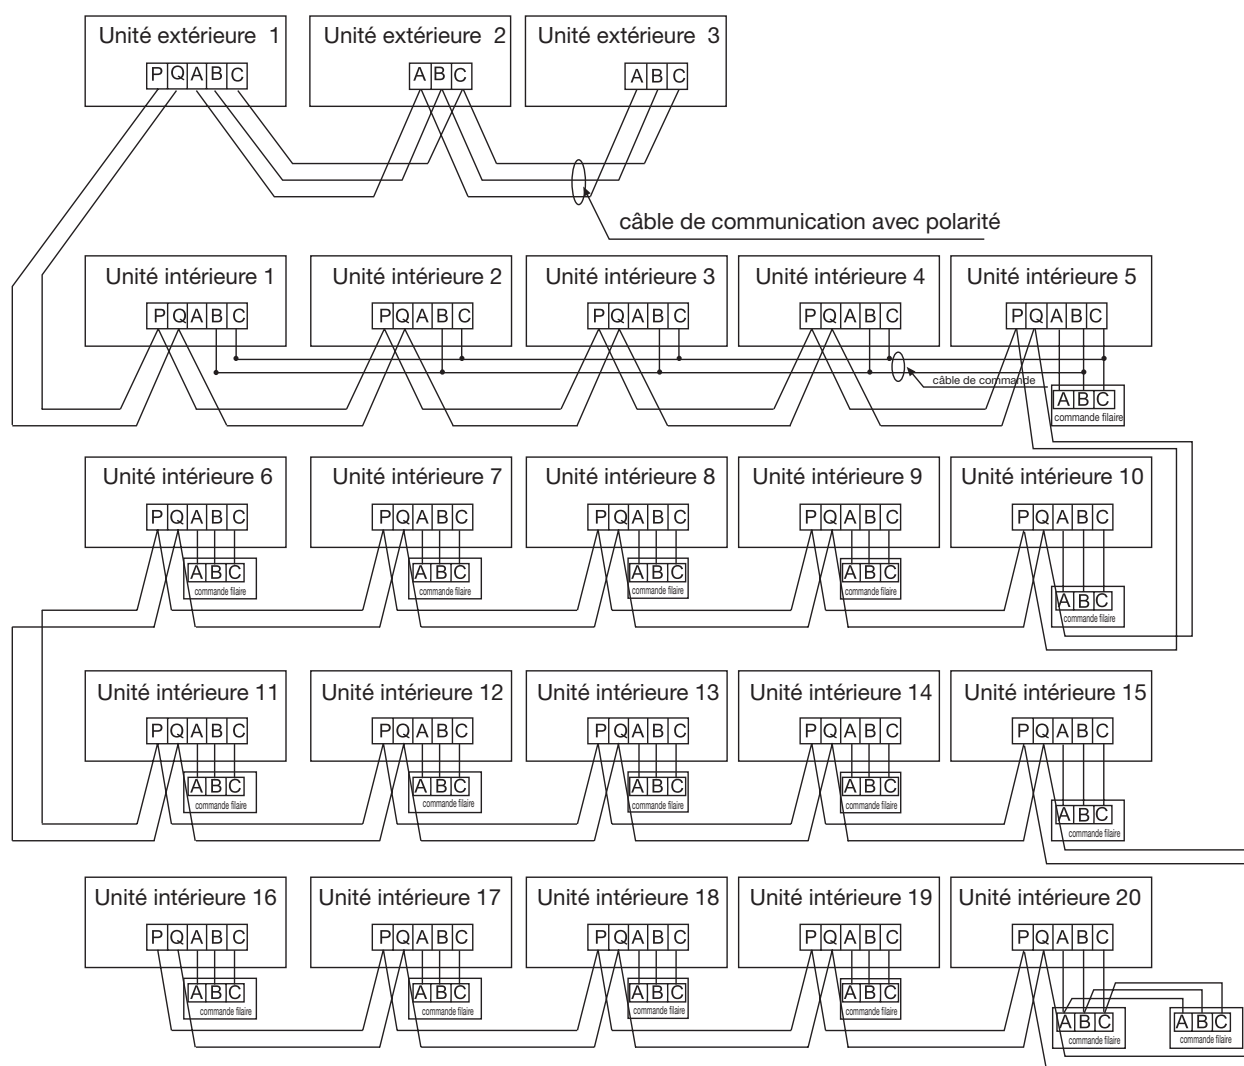 Unité extérieure 1 Unité extérieure 2 Unité extérieure 3
P Q A B C A B C A B C
câble de communication avec polarité
Unité intérieure 1 Unité intérieure 2 Unité intérieure 3 Unité intérieure 4 Unité intérieure 5
P Q A B C P Q A B C P Q A B C P Q A B C P Q A B C
câble de commande
A B C
commande filaire
Unité intérieure 6 Unité intérieure 7 Unité intérieure 8 Unité intérieure 9 Unité intérieure 10
P Q A B C P Q A B C P Q A B C P Q A B C P Q A B C
A B C A B C A B C A B C A B C
commande filaire commande filaire commande filaire commande filaire commande filaire
Unité intérieure 11 Unité intérieure 12 Unité intérieure 13 Unité intérieure 14 Unité intérieure 15
P Q A B C P Q A B C P Q A B C P Q A B C P Q A B C
A B C A B C A B C A B C A B C
commande filaire commande filaire commande filaire commande filaire commande filaire
Unité intérieure 16 Unité intérieure 17 Unité intérieure 18 Unité intérieure 19 Unité intérieure 20
P Q A B C P Q A B C P Q A B C P Q A B C P Q A B C
A B C A B C A B C A B C A B C A B C
commande filaire commande filaire commande filaire commande filaire commande filaire commande filaire